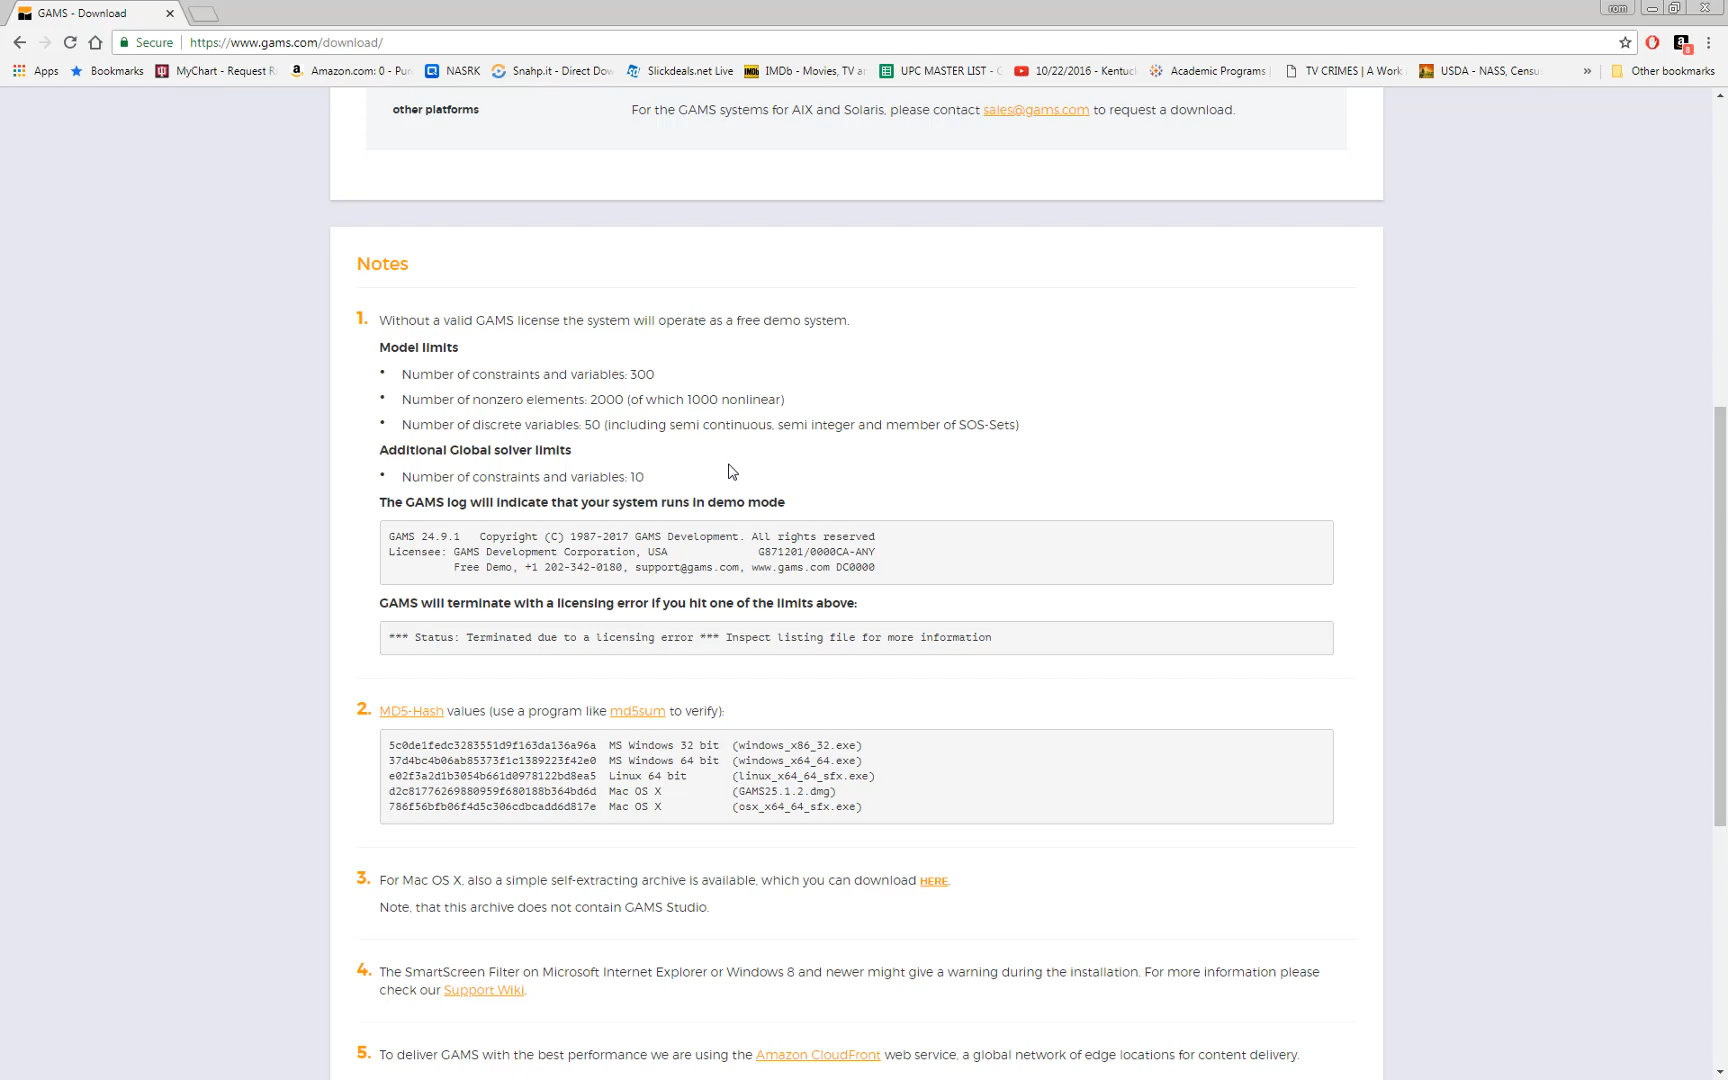 GAMS - Download
rom
Secure
https://www.gams.com/download/
8
Apps
Bookmarks
MyChart - Request R
Amazon.com: 0 - Pu
NASRK
Snahp.it - Direct Do
Slickdeals.net Live
IMDb - Movies, TV a
UPC MASTER LIST - G
10/22/2016 - Kentuc
Academic Programs
TV CRIMES | A Work
USDA - NASS, Censu
»
Other bookmarks
other platforms
For the GAMS systems for AIX and Solaris, please contact sales@gams.com to request a download.
Notes
1. Without a valid GAMS license the system will operate as a free demo system.
Model limits
• Number of constraints and variables: 300
• Number of nonzero elements: 2000 (of which 1000 nonlinear)
• Number of discrete variables: 50 (including semi continuous, semi integer and member of SOS-Sets)
Additional Global solver limits
• Number of constraints and variables: 10
The GAMS log will indicate that your system runs in demo mode
GAMS 24.9.1 Copyright (C) 1987-2017 GAMS Development. All rights reserved
Licensee: GAMS Development Corporation, USA G871201/0000CA-ANY
Free Demo, +1 202-342-0180, support@gams.com, www.gams.com DC0000
GAMS will terminate with a licensing error if you hit one of the limits above:
*** Status: Terminated due to a licensing error *** Inspect listing file for more information
2. MD5-Hash values (use a program like md5sum to verify):
5c0de1fedc3283551d9f163da136a96a MS Windows 32 bit (windows_x86_32.exe)
37d4bc4b06ab85373f1c1389223f42e0 MS Windows 64 bit (windows_x64_64.exe)
e02f3a2d1b3054b661d0978122bd8ea5 Linux 64 bit (linux_x64_64_sfx.exe)
d2c81776269880959f680188b364bd6d Mac OS X (GAMS25.1.2.dmg)
786f56bfb06f4d5c306cdbcadd6d817e Mac OS X (osx_x64_64_sfx.exe)
3. For Mac OS X, also a simple self-extracting archive is available, which you can download HERE.
Note, that this archive does not contain GAMS Studio.
4. The SmartScreen Filter on Microsoft Internet Explorer or Windows 8 and newer might give a warning during the installation. For more information please
check our Support Wiki.
5. To deliver GAMS with the best performance we are using the Amazon CloudFront web service, a global network of edge locations for content delivery.